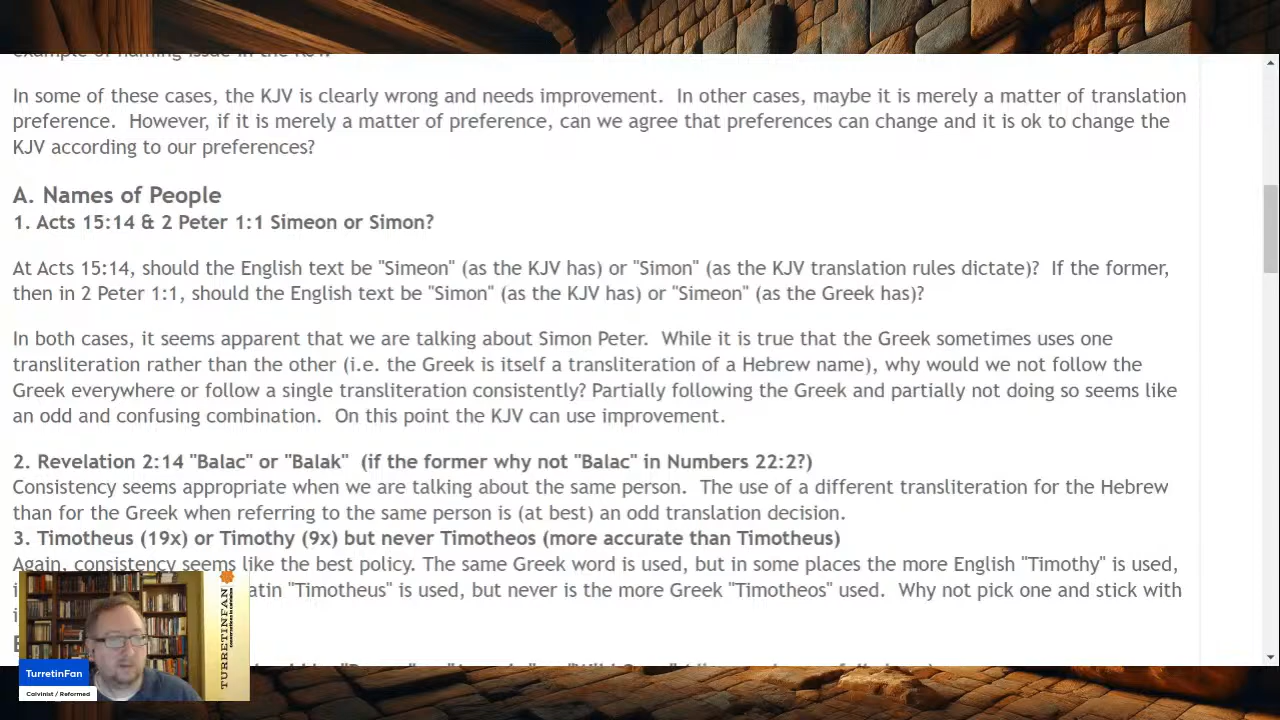 example of naming issue in the KJV.
In some of these cases, the KJV is clearly wrong and needs improvement.  In other cases, maybe it is merely a matter of translation
preference.  However, if it is merely a matter of preference, can we agree that preferences can change and it is ok to change the
KJV according to our preferences?
A. Names of People
1. Acts 15:14 & 2 Peter 1:1 Simeon or Simon?
At Acts 15:14, should the English text be "Simeon" (as the KJV has) or "Simon" (as the KJV translation rules dictate)?  If the former,
then in 2 Peter 1:1, should the English text be "Simon" (as the KJV has) or "Simeon" (as the Greek has)?
In both cases, it seems apparent that we are talking about Simon Peter.  While it is true that the Greek sometimes uses one
transliteration rather than the other (i.e. the Greek is itself a transliteration of a Hebrew name), why would we not follow the
Greek everywhere or follow a single transliteration consistently? Partially following the Greek and partially not doing so seems like
an odd and confusing combination.  On this point the KJV can use improvement.
2. Revelation 2:14 "Balac" or "Balak"  (if the former why not "Balac" in Numbers 22:2?)
Consistency seems appropriate when we are talking about the same person.  The use of a different transliteration for the Hebrew
than for the Greek when referring to the same person is (at best) an odd translation decision.
3. Timotheus (19x) or Timothy (9x) but never Timotheos (more accurate than Timotheus)
Again, consistency seems like the best policy. The same Greek word is used, but in some places the more English "Timothy" is used,
"Timotheus" is used, but never is the more Greek "Timotheos" used.  Why not pick one and stick with
TURRETINFAN
TurretinFan
Calvinist / Reformed